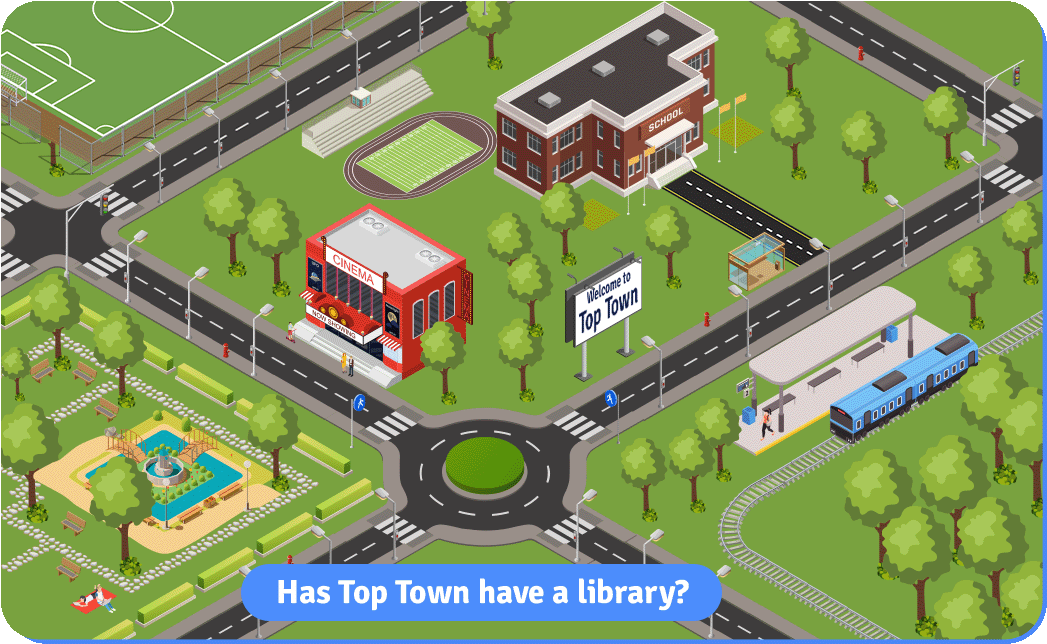 SCHOOL
CINEMA
NOW SHOWING
Welcome to
Top Town
Has Top Town have a library?